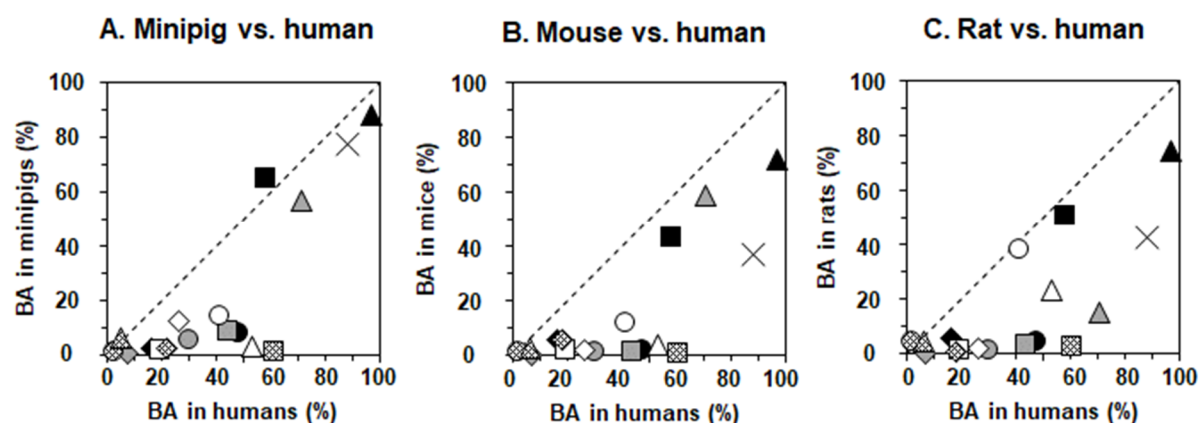 A. Minipig vs. human
BA in minipigs (%)
100
80
60
40
20
0
0 20 40 60 80 100
BA in humans (%)
B. Mouse vs. human
BA in mice (%)
100
80
60
40
20
0
0 20 40 60 80 100
BA in humans (%)
C. Rat vs. human
BA in rats (%)
100
80
60
40
20
0
0 20 40 60 80 100
BA in humans (%)